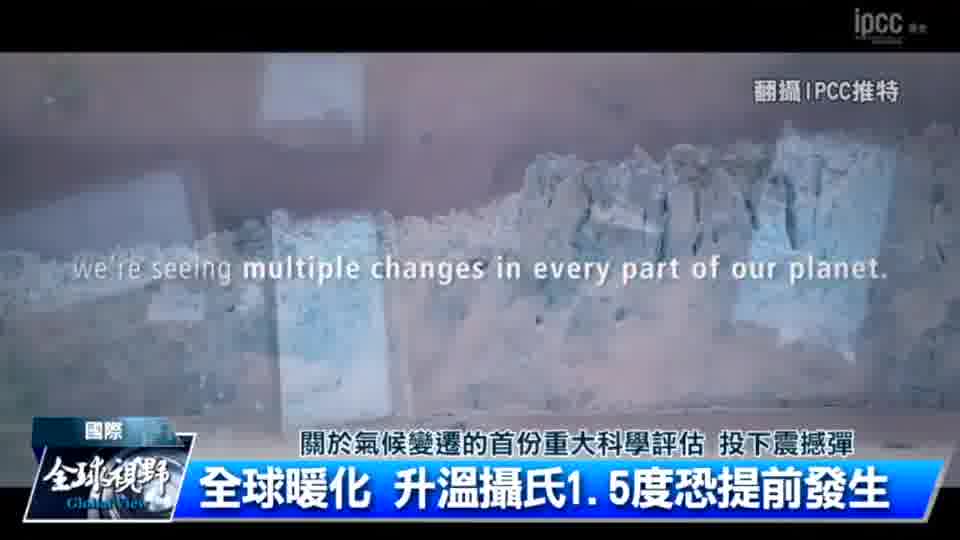 ipcc
翻攝IPCC推特
we're seeing multiple changes in every part of our planet.
國際
關於氣候變遷的首份重大科學評估 投下震撼彈
全球視野
Global View
全球暖化 升溫攝氏1.5度恐提前發生